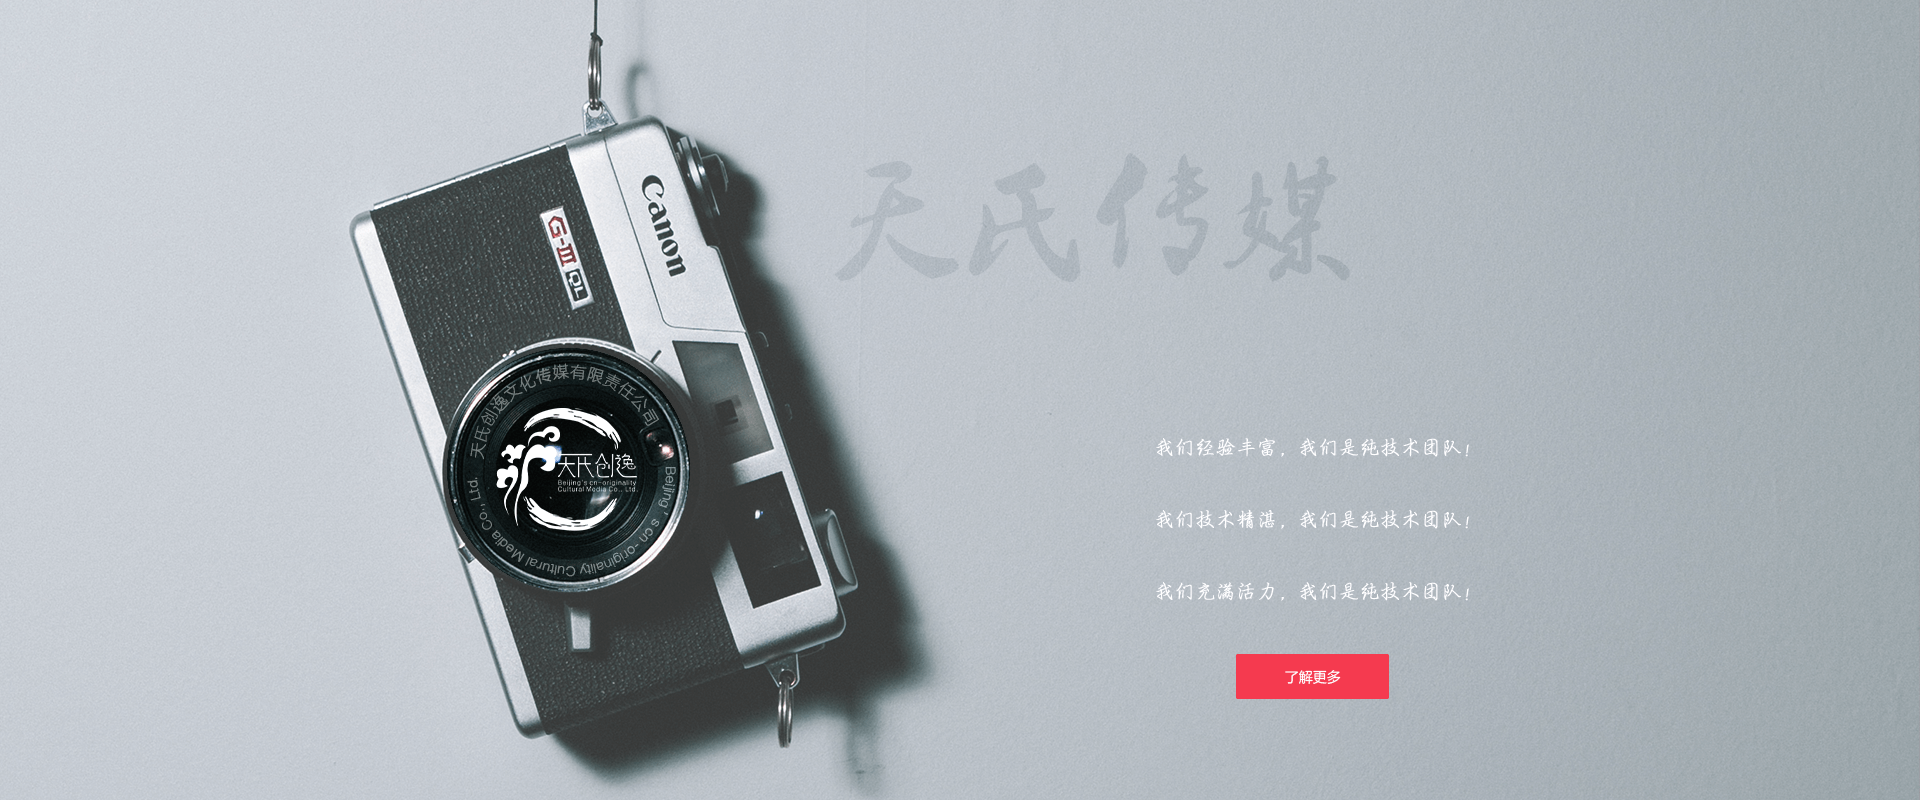 Canon
G-III
QL
天氏传媒
天氏创逸文化传媒有限责任公司
天氏创逸
Beijing's cn-originality
Cultural Media Co., Ltd.
Beijing's cn-originality Cultural Media Co., Ltd.
我们经验丰富，我们是纯技术团队！
我们技术精湛，我们是纯技术团队！
我们充满活力，我们是纯技术团队！
了解更多